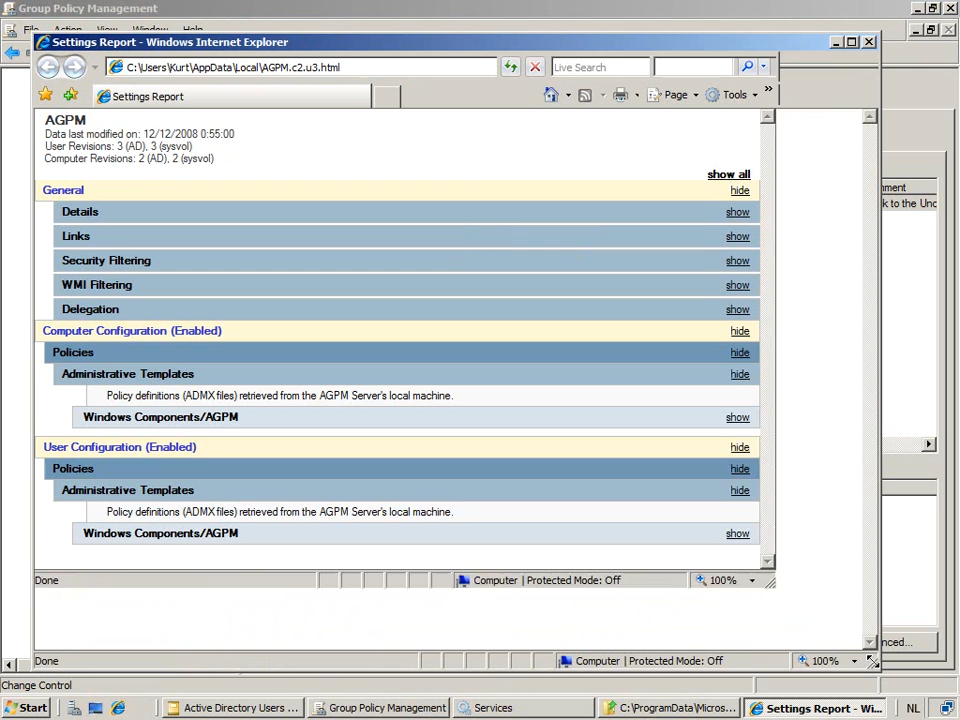 Group Policy Management
File Action View Window Help
Settings Report - Windows Internet Explorer
C:\Users\Kurt\AppData\Local\AGPM.c2.u3.html
Live Search
Settings Report
Page
Tools
»
AGPM
Data last modified on: 12/12/2008 0:55:00
User Revisions: 3 (AD), 3 (sysvol)
Computer Revisions: 2 (AD), 2 (sysvol)
show all
General hide
Details show
Links show
Security Filtering show
WMI Filtering show
Delegation show
Computer Configuration (Enabled) hide
Policies hide
Administrative Templates hide
Policy definitions (ADMX files) retrieved from the AGPM Server's local machine.
Windows Components/AGPM show
User Configuration (Enabled) hide
Policies hide
Administrative Templates hide
Policy definitions (ADMX files) retrieved from the AGPM Server's local machine.
Windows Components/AGPM show
Done Computer | Protected Mode: Off 100%
nment
k to the Unc
nced...
Done Computer | Protected Mode: Off 100%
Change Control
Start Active Directory Users ... Group Policy Management Services C:\ProgramData\Micros... Settings Report - Wi... NL